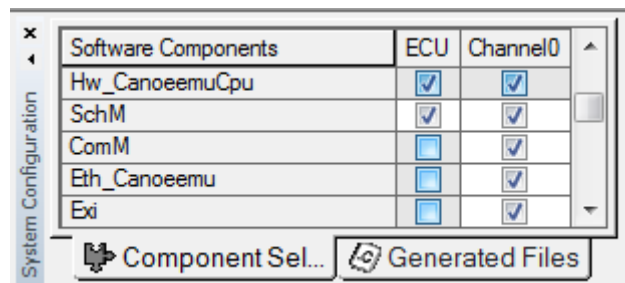 Software Components ECU Channel0
Hw_CanoeemuCpu
SchM
ComM
Eth_Canoeemu
Exi
System Configuration
Component Sel... Generated Files